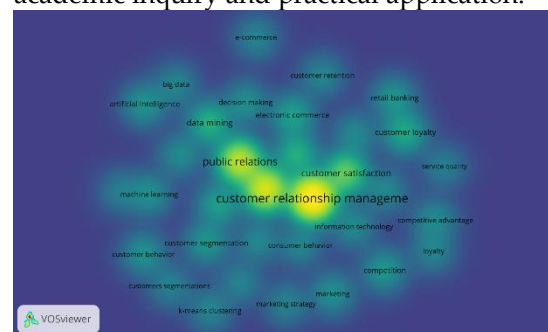 academic inquiry and practical application.
e-commerce
customer retention
big data
retail banking
artificial intelligence
decision making
electronic commerce
data mining
customer loyalty
public relations
service quality
customer satisfaction
machine learning
customer relationship manageme
competitive advantage
information technology
customer segmentation
consumer behavior
loyalty
customer behavior
competition
customers segmentations
marketing
marketing strategy
k-means clustering
VOSviewer